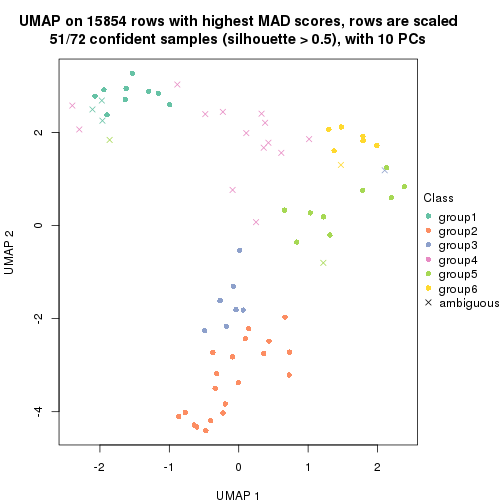 UMAP on 15854 rows with highest MAD scores, rows are scaled
51/72 confident samples (silhouette > 0.5), with 10 PCs
2
0
-2
-4
UMAP 2
-2
-1
0
1
2
UMAP 1
Class
group1
group2
group3
group4
group5
group6
ambiguous